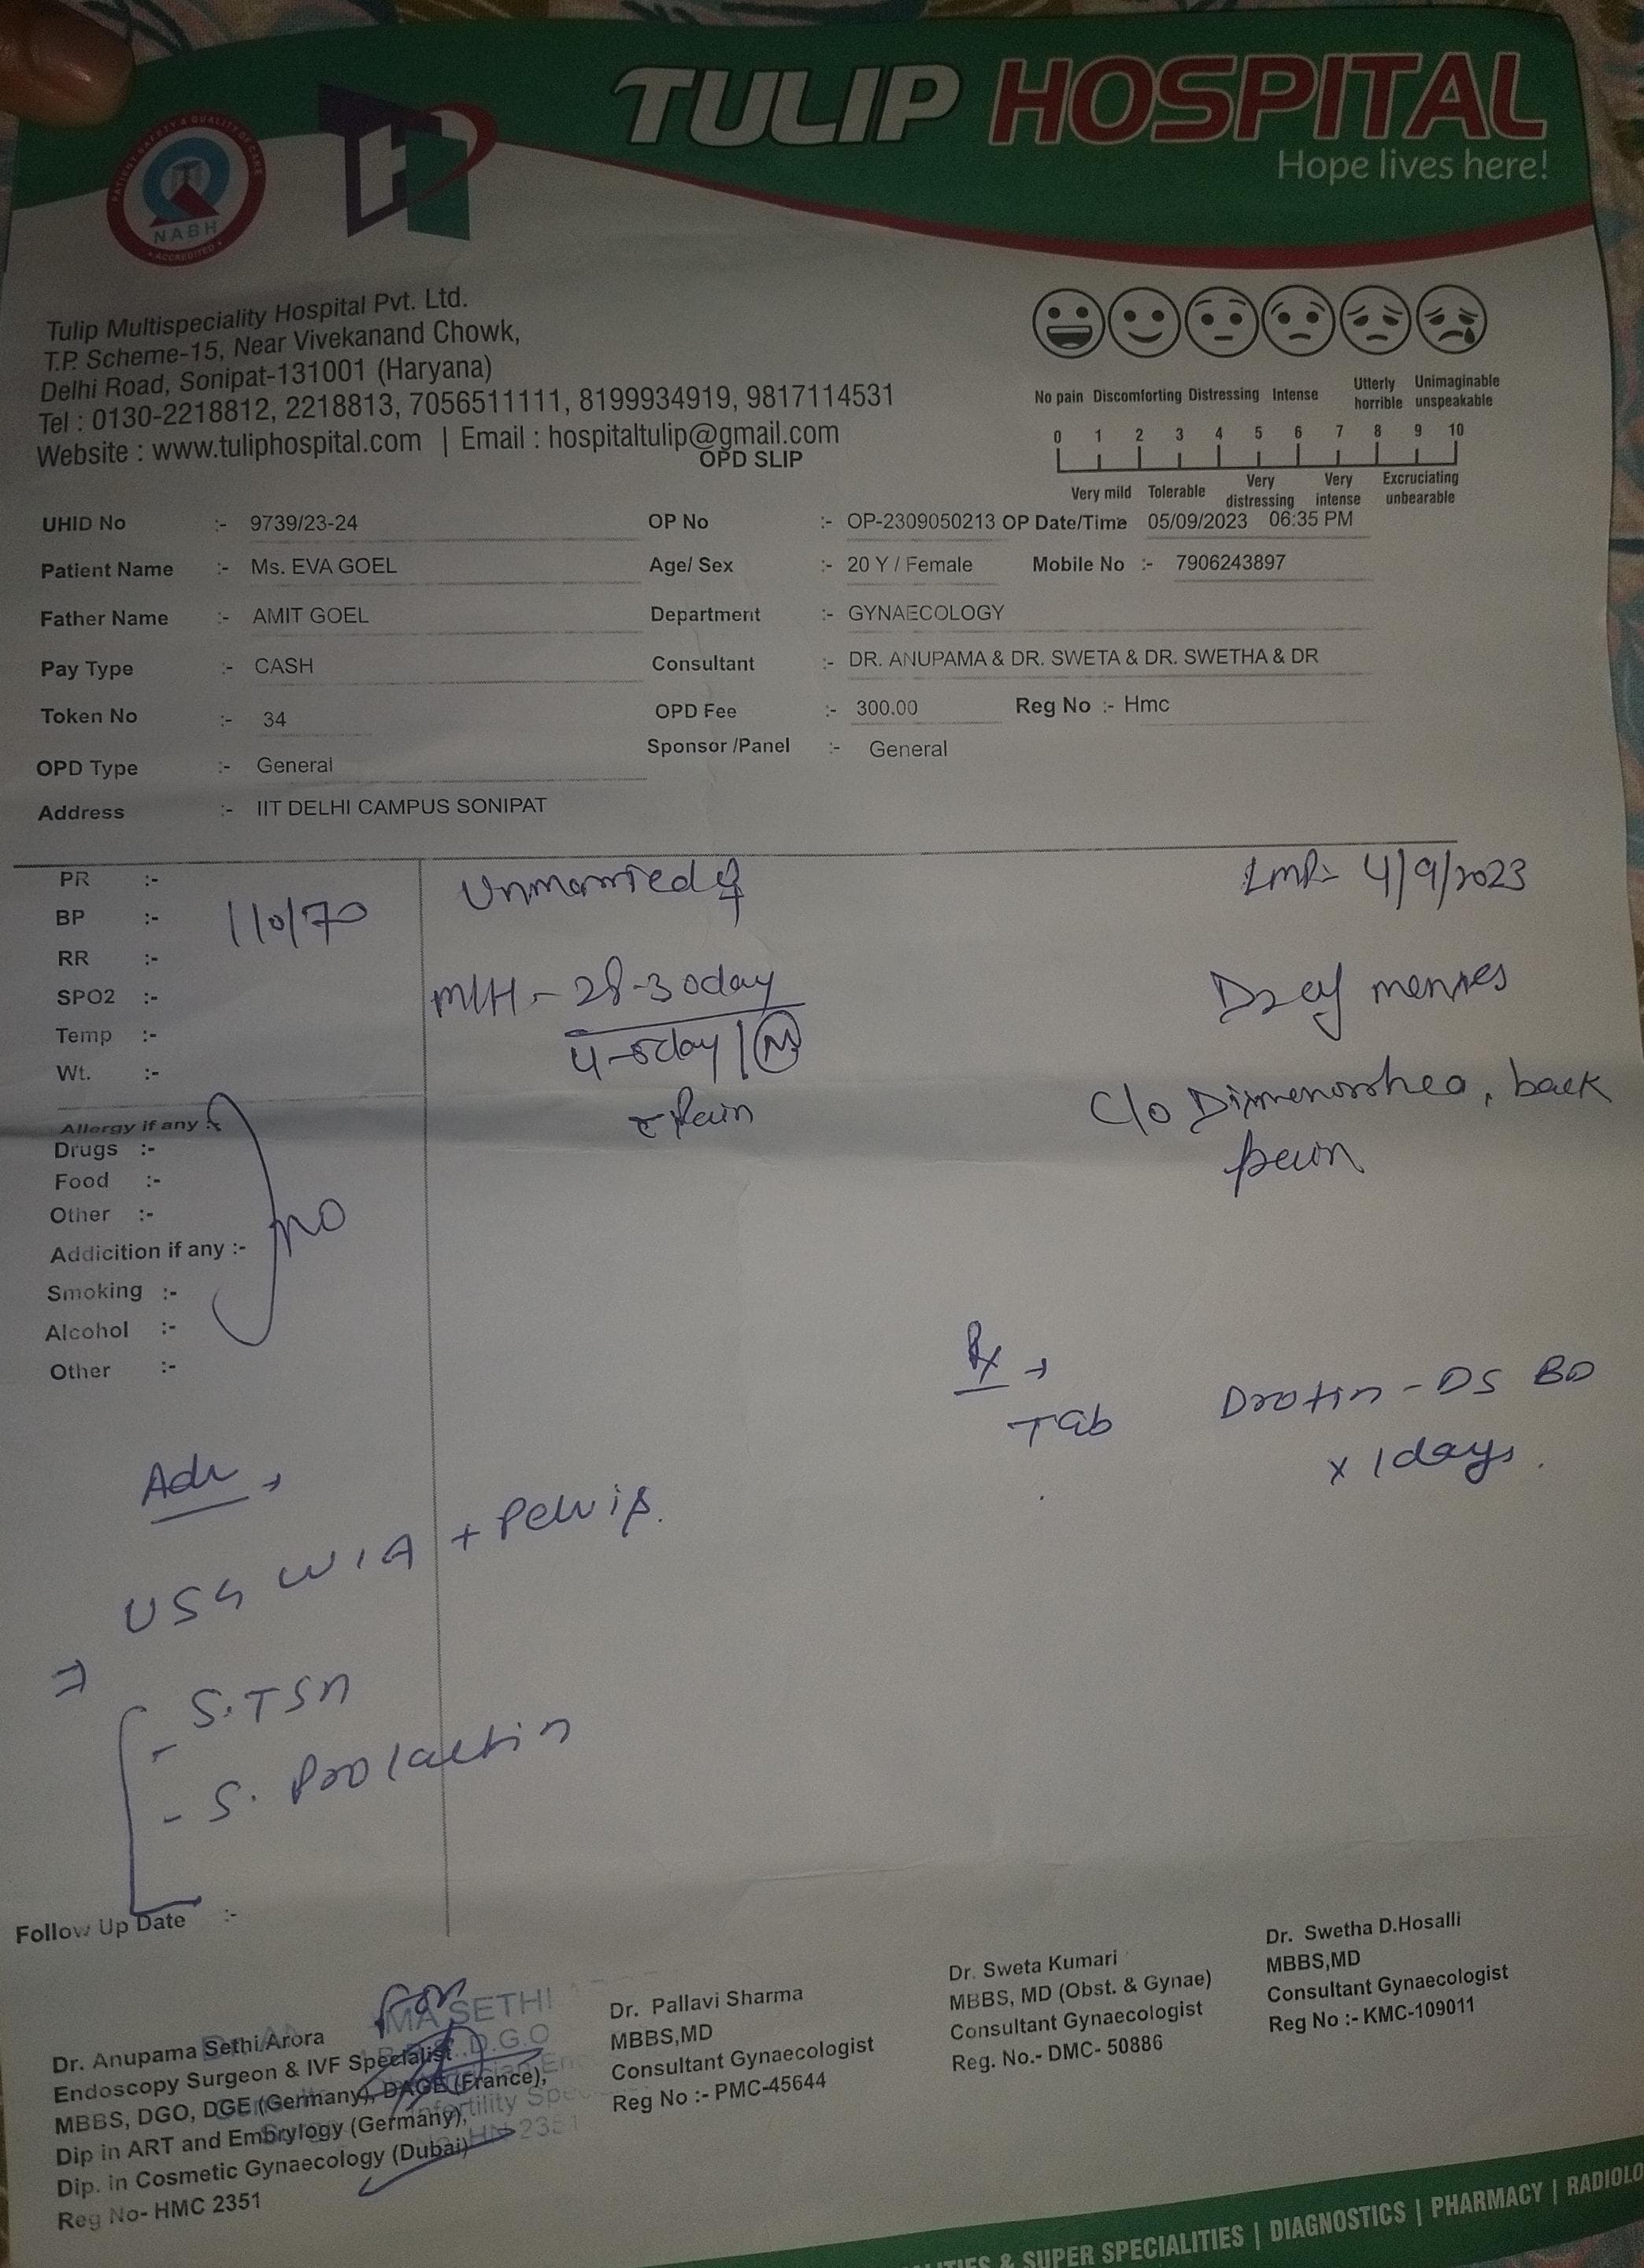 TULIP HOSPITAL
Hope lives here!
PATIENT SAFETY & QUALITY OF CARE
NABH
ACCREDITED
Tulip Multispeciality Hospital Pvt. Ltd.
T.P. Scheme-15, Near Vivekanand Chowk,
Delhi Road, Sonipat-131001 (Haryana)
Tel : 0130-2218812, 2218813, 7056511111, 8199934919, 9817114531
Website : www.tuliphospital.com | Email : hospitaltulip@gmail.com
No pain Discomforting Distressing Intense Utterly horrible Unimaginable unspeakable
0 1 2 3 4 5 6 7 8 9 10
Very mild Tolerable Very distressing Very intense Excruciating unbearable
OPD SLIP
UHID No :- 9739/23-24 OP No :- OP-2309050213 OP Date/Time 05/09/2023 06:35 PM
Patient Name :- Ms. EVA GOEL Age/ Sex :- 20 Y / Female Mobile No :- 7906243897
Father Name :- AMIT GOEL Department :- GYNAECOLOGY
Pay Type :- CASH Consultant :- DR. ANUPAMA & DR. SWETA & DR. SWETHA & DR
Token No :- 34 OPD Fee :- 300.00 Reg No :- Hmc
OPD Type :- General Sponsor /Panel :- General
Address :- IIT DELHI CAMPUS SONIPAT
PR :-
BP :- 110/70
RR :-
SPO2 :-
Temp :-
Wt. :-
Allergy if any :-
Drugs :-
Food :-
Other :-
NO
Addicition if any :-
Smoking :-
Alcohol :-
Other :-
Unmarried ♀
LMP- 4/9/2023
M/H - 28-30day
4-5day | N
D2 of menses
c Pain
C/o Dixmenorrhea, back
pain
Rx →
Tab Drotin-DS BD
x 1 days.
Adv →
USG W/A + Pelvis.
⇒
- S.TSH
- S. Prolactin
Follow Up Date :-
For
Dr. Anupama Sethi Arora
Endoscopy Surgeon & IVF Specialist
MBBS, DGO, DGE (Germany), DAGE (France),
Dip in ART and Embrylogy (Germany),
Dip. in Cosmetic Gynaecology (Dubai)
Reg No- HMC 2351
Dr. Pallavi Sharma
MBBS,MD
Consultant Gynaecologist
Reg No :- PMC-45644
Dr. Sweta Kumari
MBBS, MD (Obst. & Gynae)
Consultant Gynaecologist
Reg. No.- DMC- 50886
Dr. Swetha D.Hosalli
MBBS,MD
Consultant Gynaecologist
Reg No :- KMC-109011
& SUPER SPECIALITIES | DIAGNOSTICS | PHARMACY |